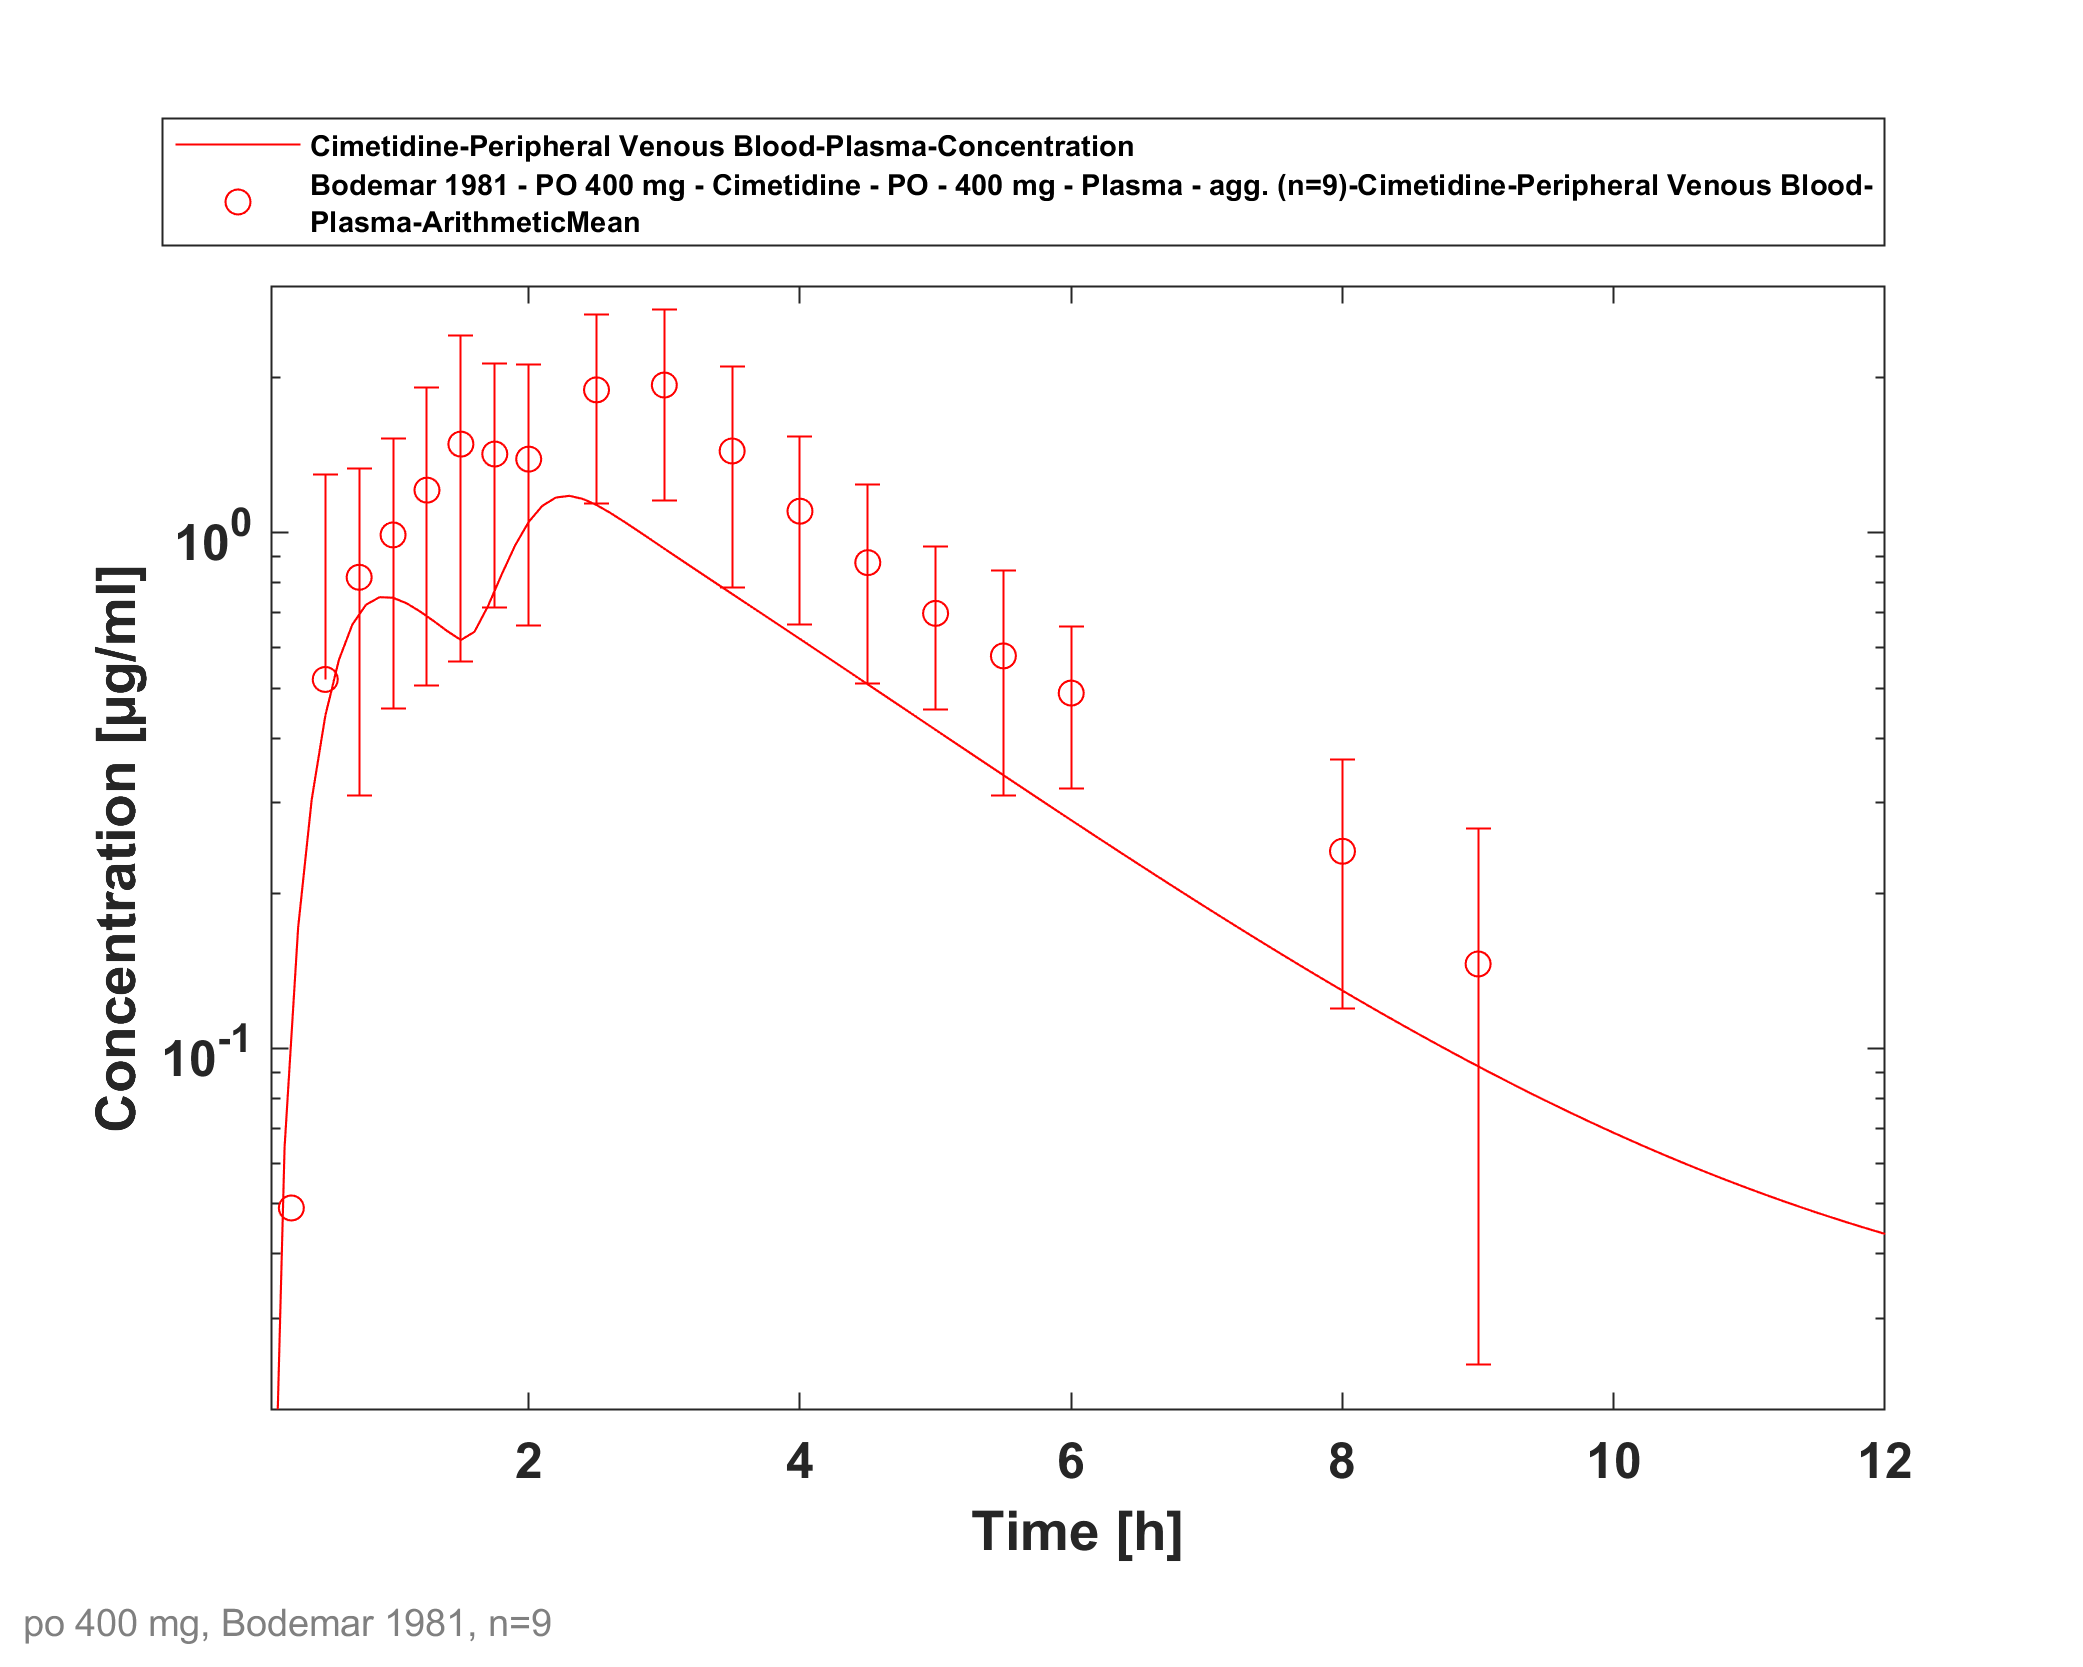 Cimetidine-Peripheral Venous Blood-Plasma-Concentration
Bodemar 1981 - PO 400 mg - Cimetidine - PO - 400 mg - Plasma - agg. (n=9)-Cimetidine-Peripheral Venous Blood-
Plasma-ArithmeticMean
10^0
10^-1
Concentration [µg/ml]
2 4 6 8 10 12
Time [h]
po 400 mg, Bodemar 1981, n=9